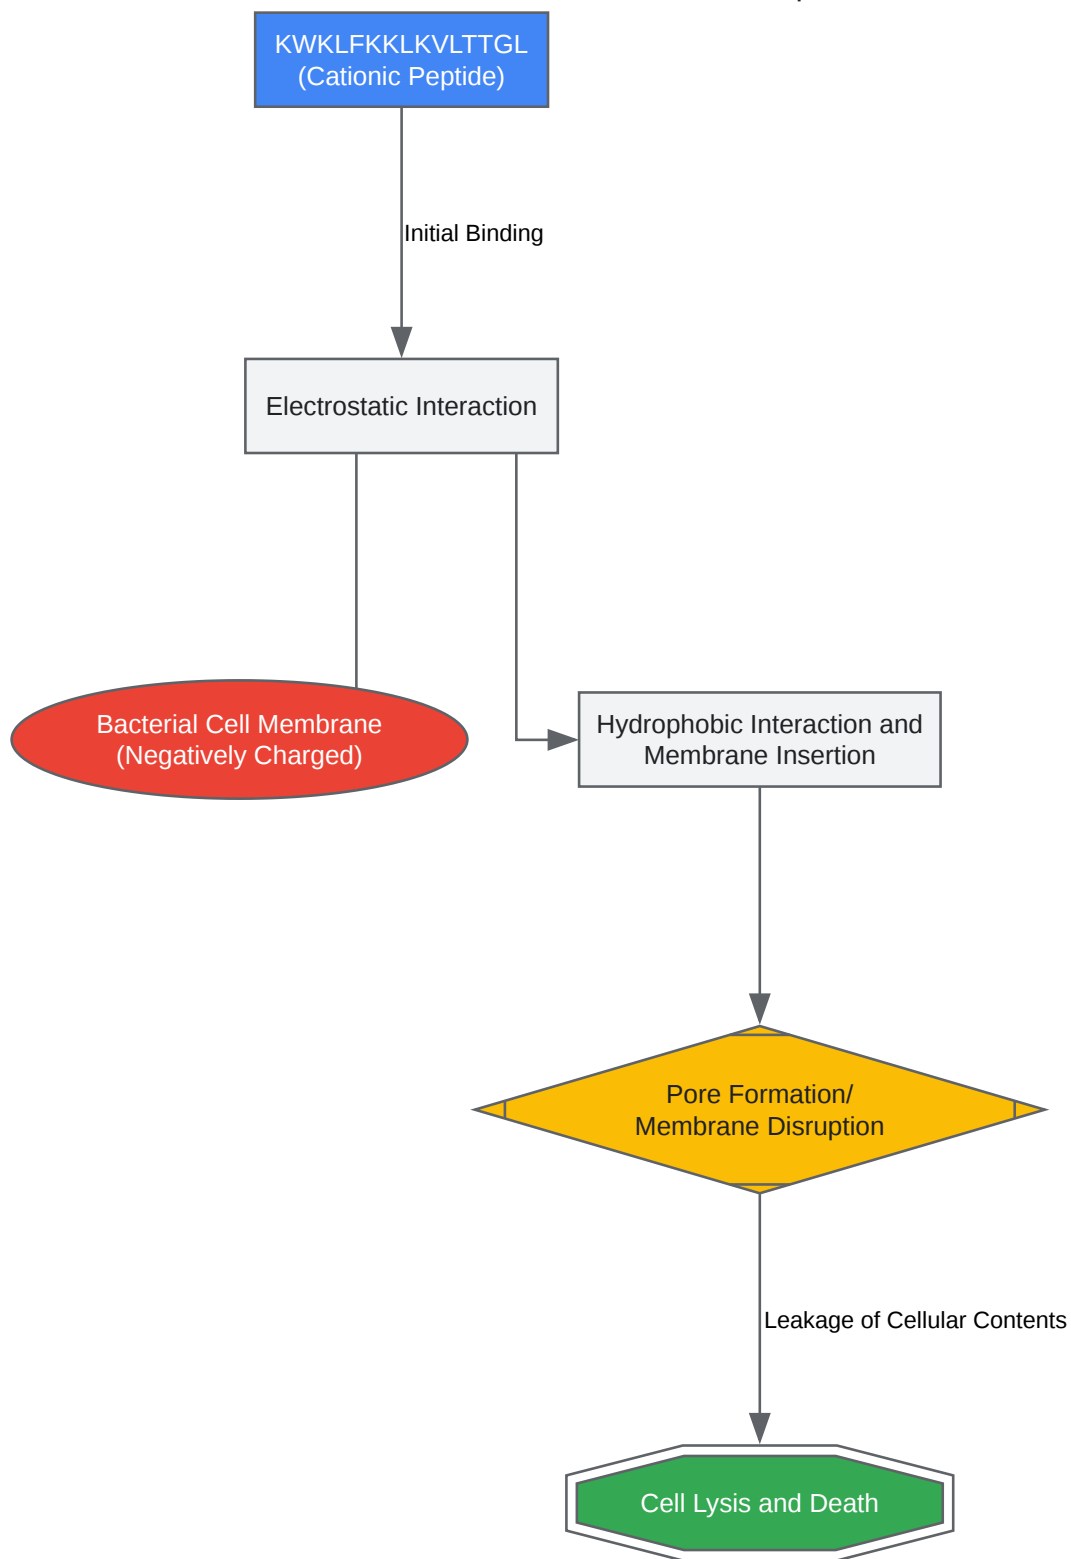 KWKLFKKLKVLTTGL
(Cationic Peptide)
Initial Binding
Electrostatic Interaction
Bacterial Cell Membrane
(Negatively Charged)
Hydrophobic Interaction and
Membrane Insertion
Pore Formation/
Membrane Disruption
Leakage of Cellular Contents
Cell Lysis and Death